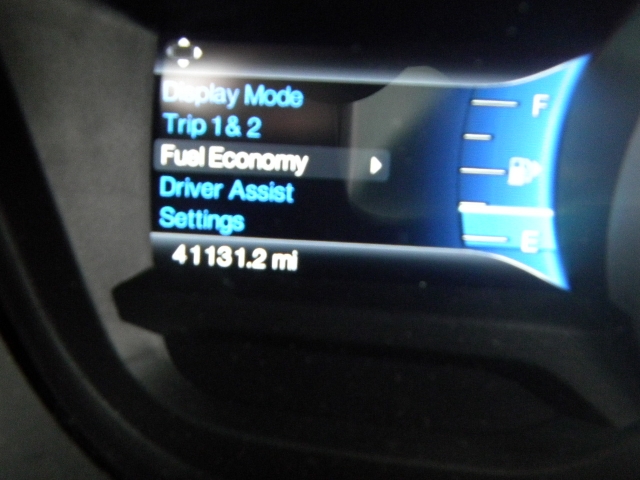 Display Mode
Trip 1 & 2
Fuel Economy
Driver Assist
Settings
41131.2 mi
F
E